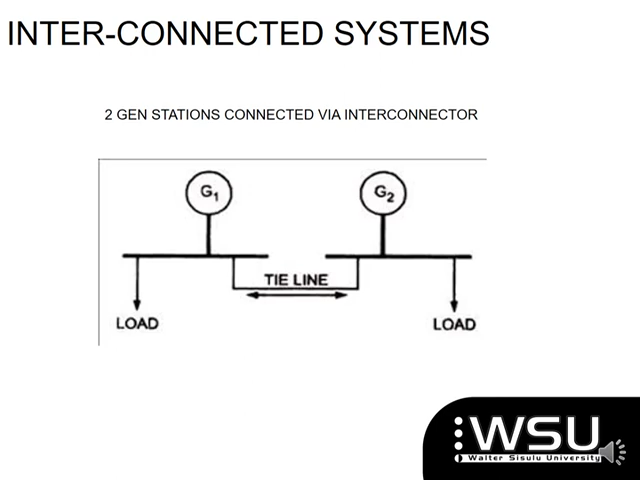 INTER-CONNECTED SYSTEMS
2 GEN STATIONS CONNECTED VIA INTERCONNECTOR
G1 G2
TIE LINE
LOAD LOAD
WSU
Walter Sisulu University